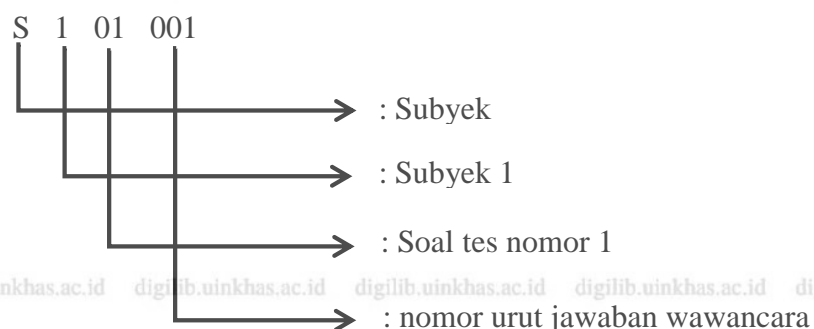 S 1 01 001
: Subyek
: Subyek 1
: Soal tes nomor 1
nkhas.ac.id digilib.uinkhas.ac.id digilib.uinkhas.ac.id digilib.uinkhas.ac.id di
: nomor urut jawaban wawancara